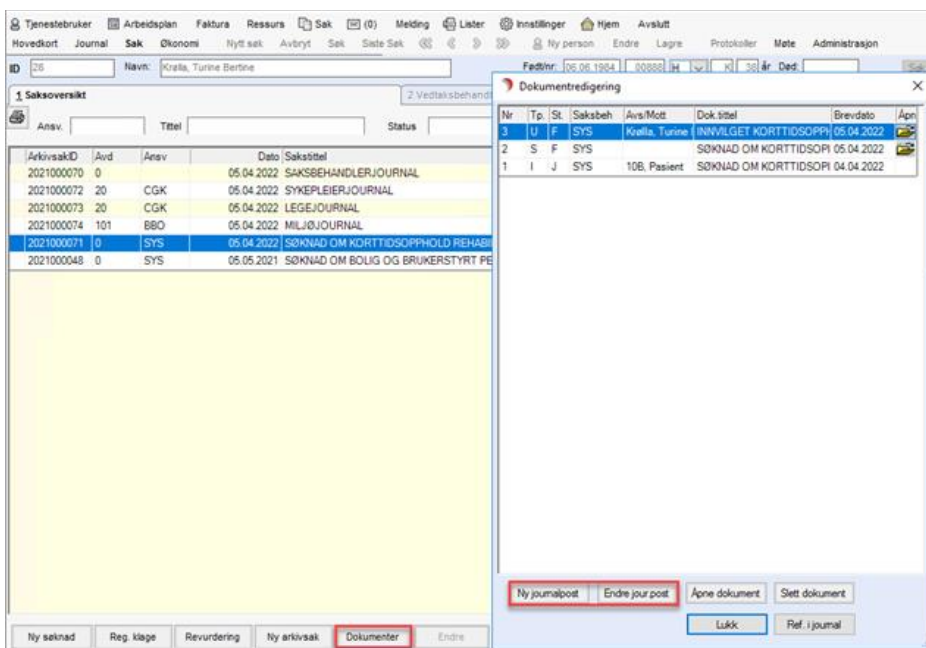 Tjenestebruker Arbeidsplan Faktura Ressurs Sak (0) Melding Lister Innstillinger Hjem Avslutt
Hovedkort Journal Sak Økonomi Nytt søk Avbryt Søk Siste Søk Ny person Endre Lagre Protokoller Møte Administrasjon
ID 26 Navn: Krølla, Turine Bertine Født/nr: 06.06.1984 00888 H K 38 år Død:
1 Saksoversikt 2 Vedtaksbehandl
Ansv. Tittel Status
ArkivsakID Avd Ansv Dato Sakstittel
2021000070 0 05.04.2022 SAKSBEHANDLERJOURNAL
2021000072 20 CGK 05.04.2022 SYKEPLEIERJOURNAL
2021000073 20 CGK 05.04.2022 LEGEJOURNAL
2021000074 101 BBO 05.04.2022 MILJØJOURNAL
2021000071 0 SYS 05.04.2022 SØKNAD OM KORTTIDSOPPHOLD REHABI
2021000048 0 SYS 05.05.2021 SØKNAD OM BOLIG OG BRUKERSTYRT PE
Ny søknad Reg. klage Revurdering Ny arkivsak Dokumenter Endre
Dokumentredigering
Nr Tp. St. Saksbeh Avs/Mott Dok.tittel Brevdato Åpn
3 U F SYS Krølla, Turine INNVILGET KORTTIDSOPPH 05.04.2022
2 S F SYS SØKNAD OM KORTTIDSOPI 05.04.2022
1 I J SYS 10B, Pasient SØKNAD OM KORTTIDSOPI 04.04.2022
Ny journalpost Endre jour.post Åpne dokument Slett dokument
Lukk Ref. i journal